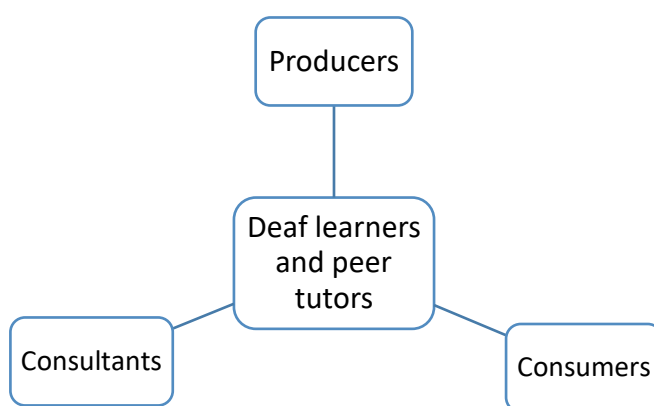 Producers
Deaf learners
and peer
tutors
Consultants
Consumers